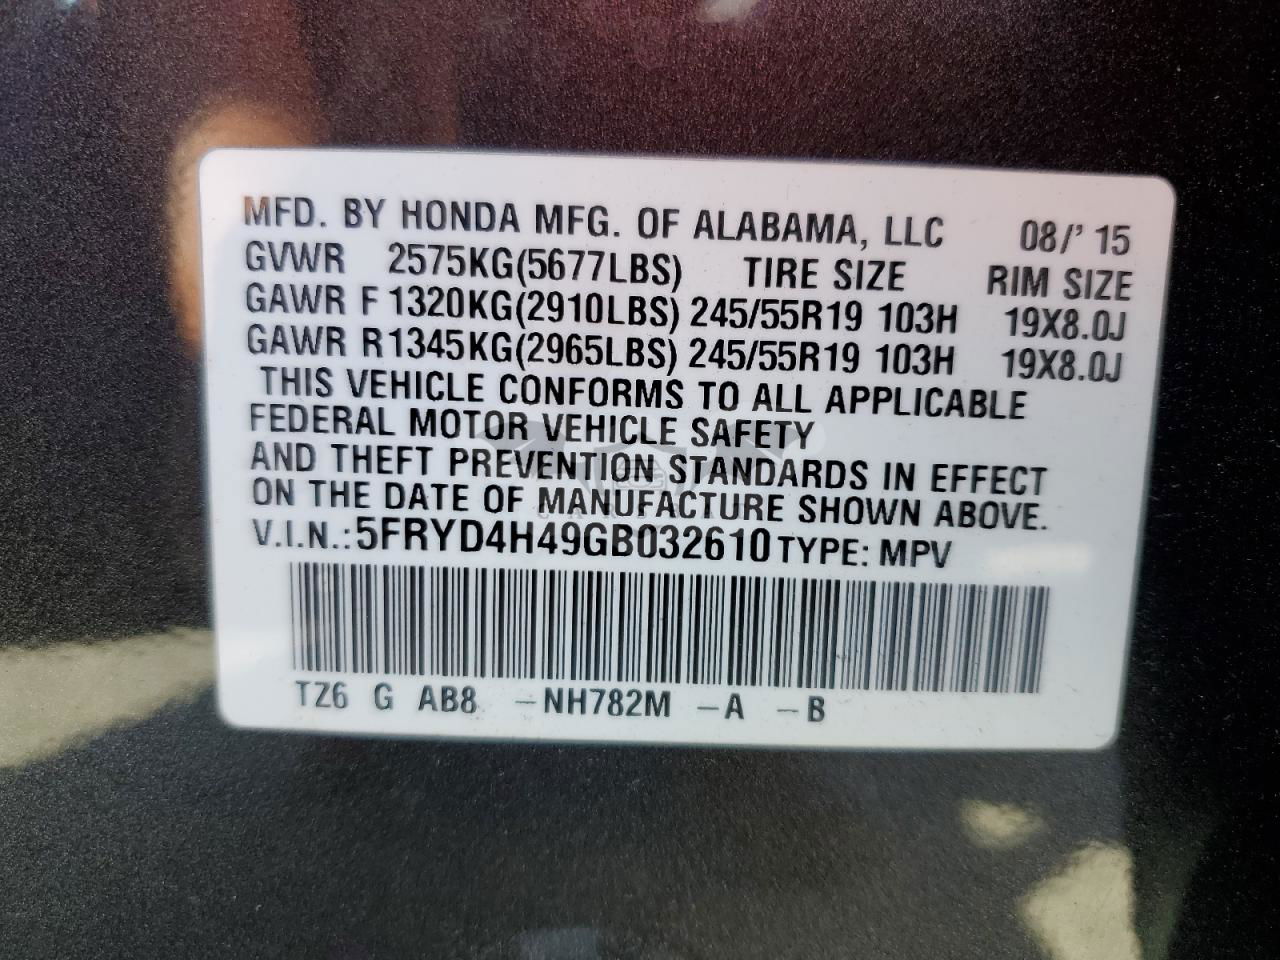 MFD. BY HONDA MFG. OF ALABAMA, LLC 08/' 15
GVWR 2575KG(5677LBS) TIRE SIZE RIM SIZE
GAWR F 1320KG(2910LBS) 245/55R19 103H 19X8.0J
GAWR R 1345KG(2965LBS) 245/55R19 103H 19X8.0J
THIS VEHICLE CONFORMS TO ALL APPLICABLE
FEDERAL MOTOR VEHICLE SAFETY
AND THEFT PREVENTION STANDARDS IN EFFECT
ON THE DATE OF MANUFACTURE SHOWN ABOVE.
V.I.N.: 5FRYD4H49GB032610 TYPE: MPV
TZ6 G AB8 -NH782M -A -B